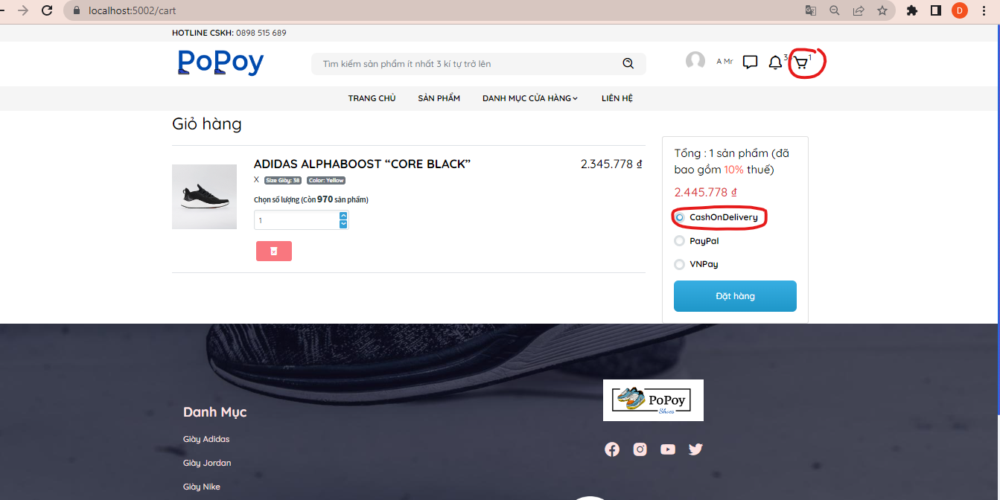 localhost:5002/cart
D
HOTLINE CSKH: 0898 515 689
PoPoy
Tìm kiếm sản phẩm ít nhất 3 kí tự trở lên
A Mr
3
1
TRANG CHỦ
SẢN PHẨM
DANH MỤC CỬA HÀNG
LIÊN HỆ
Giỏ hàng
ADIDAS ALPHABOOST “CORE BLACK”
2.345.778 ₫
X Size Giày: 38 Color: Yellow
Chọn số lượng (Còn 970 sản phẩm)
1
Tổng : 1 sản phẩm (đã
bao gồm 10% thuế)
2.445.778 ₫
CashOnDelivery
PayPal
VNPay
Đặt hàng
PoPoy
Shoes
Danh Mục
Giày Adidas
Giày Jordan
Giày Nike